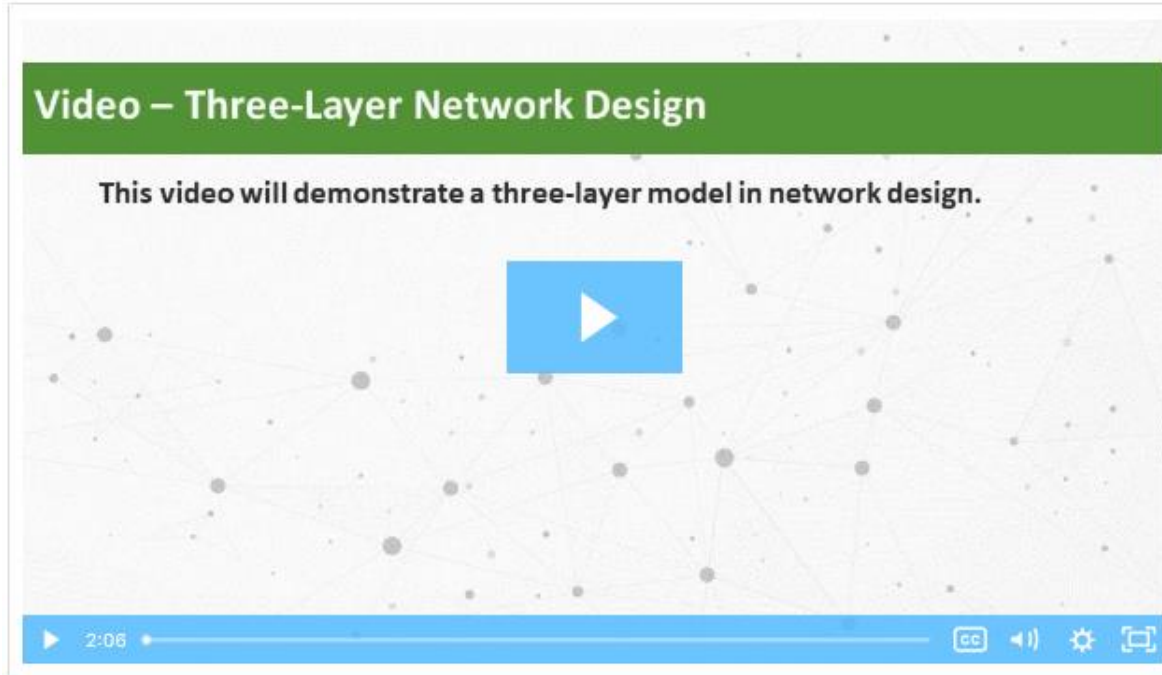 Video – Three-Layer Network Design
This video will demonstrate a three-layer model in network design.
2:06
CC